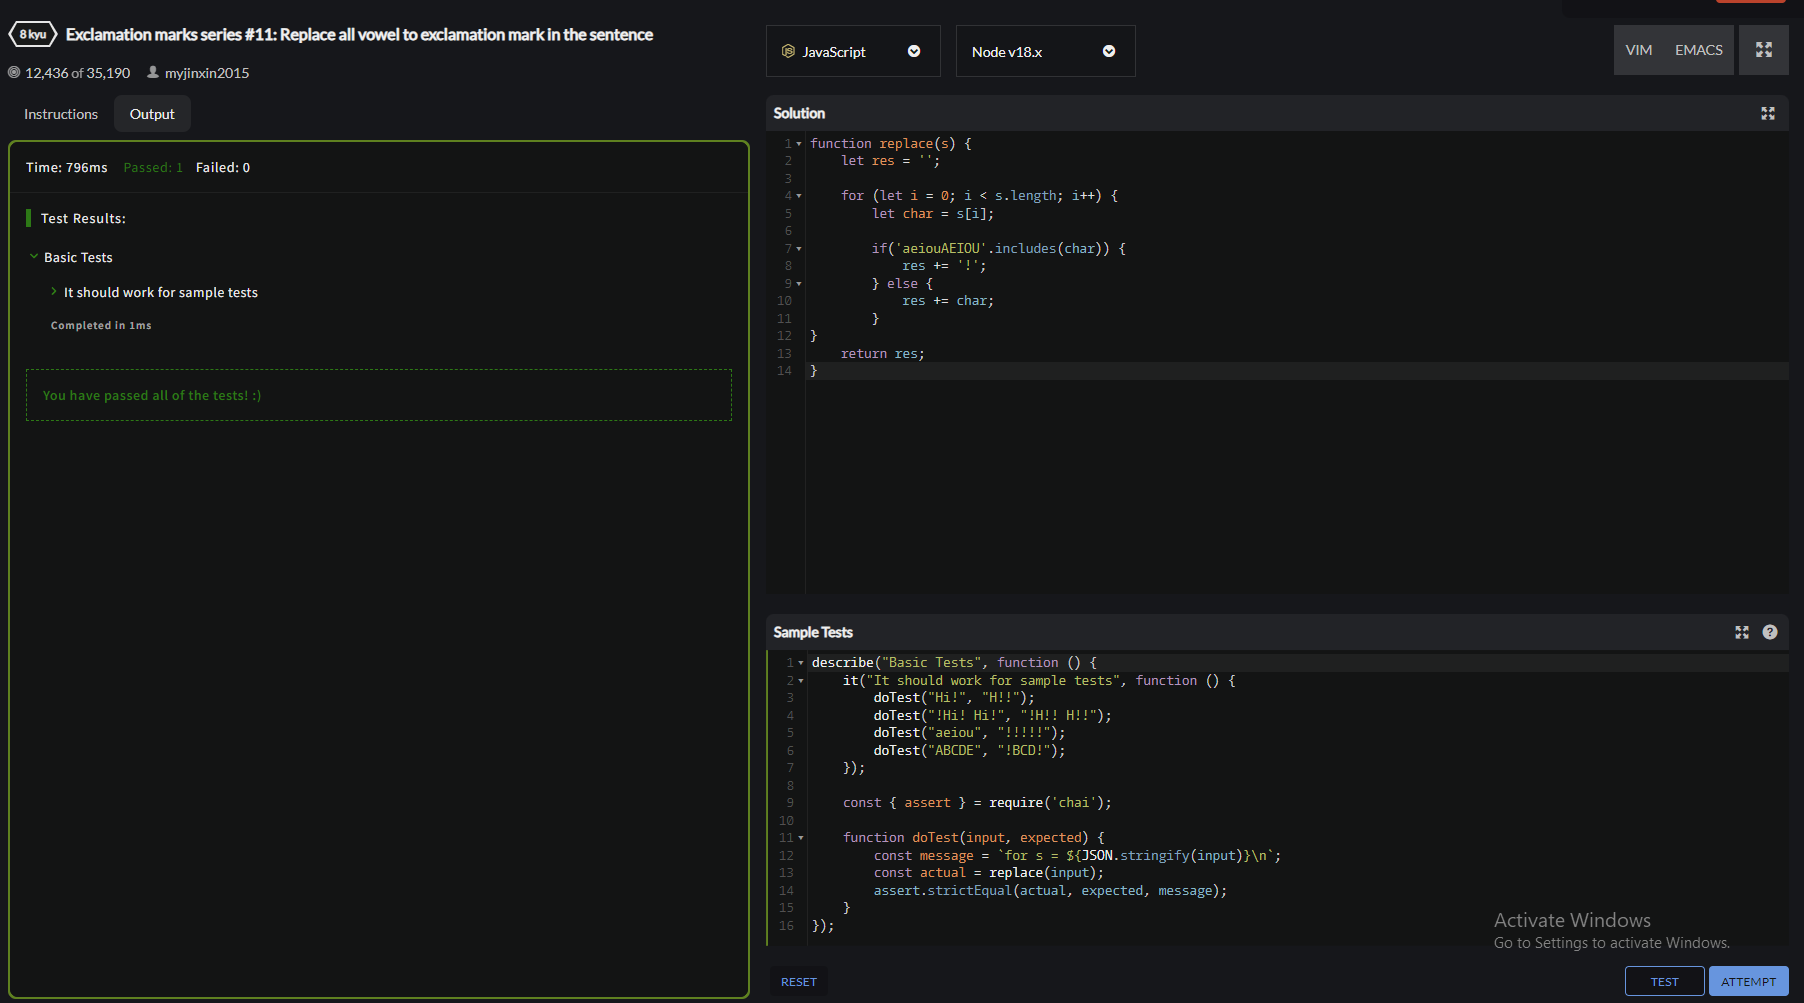 8 kyu Exclamation marks series #11: Replace all vowel to exclamation mark in the sentence
12,436 of 35,190 myjinxin2015
Instructions Output
Time: 796ms Passed: 1 Failed: 0
Test Results:
Basic Tests
It should work for sample tests
Completed in 1ms
You have passed all of the tests! :)
JavaScript Node v18.x VIM EMACS
Solution
1 function replace(s) {
2 let res = '';
3
4 for (let i = 0; i < s.length; i++) {
5 let char = s[i];
6
7 if('aeiouAEIOU'.includes(char)) {
8 res += '!';
9 } else {
10 res += char;
11 }
12 }
13 return res;
14 }
Sample Tests ?
1 describe("Basic Tests", function () {
2 it("It should work for sample tests", function () {
3 doTest("Hi!", "H!!");
4 doTest("!Hi! Hi!", "!H!! H!!");
5 doTest("aeiou", "!!!!!");
6 doTest("ABCDE", "!BCD!");
7 });
8
9 const { assert } = require('chai');
10
11 function doTest(input, expected) {
12 const message = `for s = ${JSON.stringify(input)}\n`;
13 const actual = replace(input);
14 assert.strictEqual(actual, expected, message);
15 }
16 });
Activate Windows
Go to Settings to activate Windows.
RESET TEST ATTEMPT